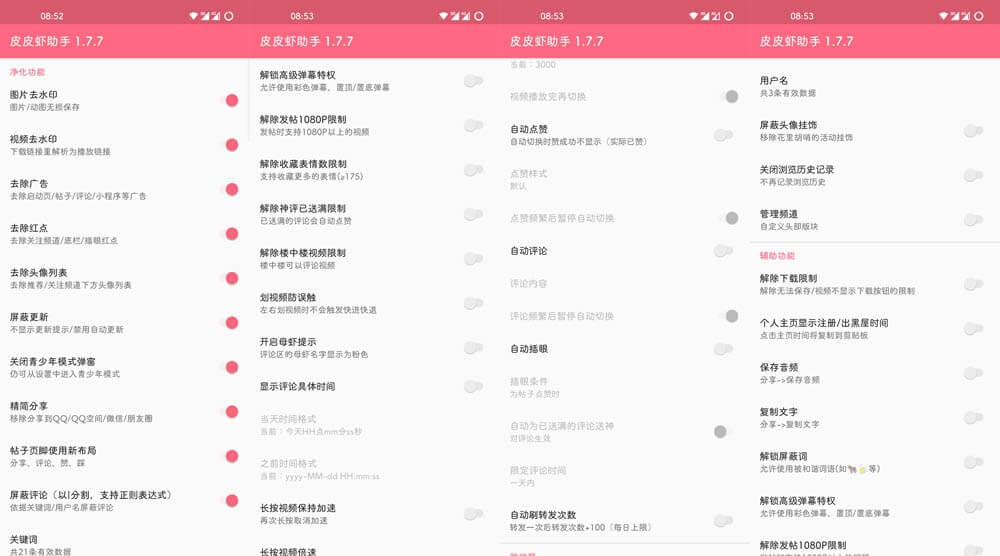 08:52
皮皮虾助手 1.7.7
净化功能
图片去水印
图片/动图无损保存
视频去水印
下载链接重解析为播放链接
去除广告
去除启动页/帖子/评论/小程序等广告
去除红点
去除关注频道/底栏/插眼红点
去除头像列表
去除推荐/关注频道下方头像列表
屏蔽更新
不显示更新提示/禁用自动更新
关闭青少年模式弹窗
仍可从设置中进入青少年模式
精简分享
移除分享到QQ/QQ空间/微信/朋友圈
帖子页脚使用新布局
分享、评论、赞、踩
屏蔽评论（以|分割，支持正则表达式）
依据关键词/用户名屏蔽评论
关键词
共21条有效数据
08:53
皮皮虾助手 1.7.7
解锁高级弹幕特权
允许使用彩色弹幕、置顶/置底弹幕
解除发帖1080P限制
发帖时支持1080P以上的视频
解除收藏表情数限制
支持收藏更多的表情(≥175)
解除神评已送满限制
已送满的评论会自动点赞
解除楼中楼视频限制
楼中楼可以评论视频
划视频防误触
左右划视频时不会触发快进快退
开启母虾提示
评论区的母虾名字显示为粉色
显示评论具体时间
当天时间格式
当前：今天HH点mm分ss秒
之前时间格式
当前：yyyy-MM-dd HH:mm:ss
长按视频保持加速
再次长按取消加速
长按视频倍速
08:53
皮皮虾助手 1.7.7
当前：3000
视频播放完再切换
自动点赞
自动切换时赞成功不显示（实际已赞）
点赞样式
默认
点赞频繁后暂停自动切换
自动评论
评论内容
评论频繁后暂停自动切换
自动插眼
插眼条件
为帖子点赞时
自动为已送满的评论送神
对评论生效
限定评论时间
一天内
自动刷转发次数
转发一次后转发次数+100（每日上限）
08:53
皮皮虾助手 1.7.7
用户名
共3条有效数据
屏蔽头像挂饰
移除花里胡哨的活动挂饰
关闭浏览历史记录
不再记录浏览历史
管理频道
自定义头部版块
辅助功能
解除下载限制
解除无法保存/视频不显示下载按钮的限制
个人主页显示注册/出黑屋时间
点击主页时间将复制到剪贴板
保存音频
分享->保存音频
复制文字
分享->复制文字
解锁屏蔽词
允许使用被和谐词语(如🐂🍺等)
解锁高级弹幕特权
允许使用彩色弹幕、置顶/置底弹幕
解除发帖1080P限制